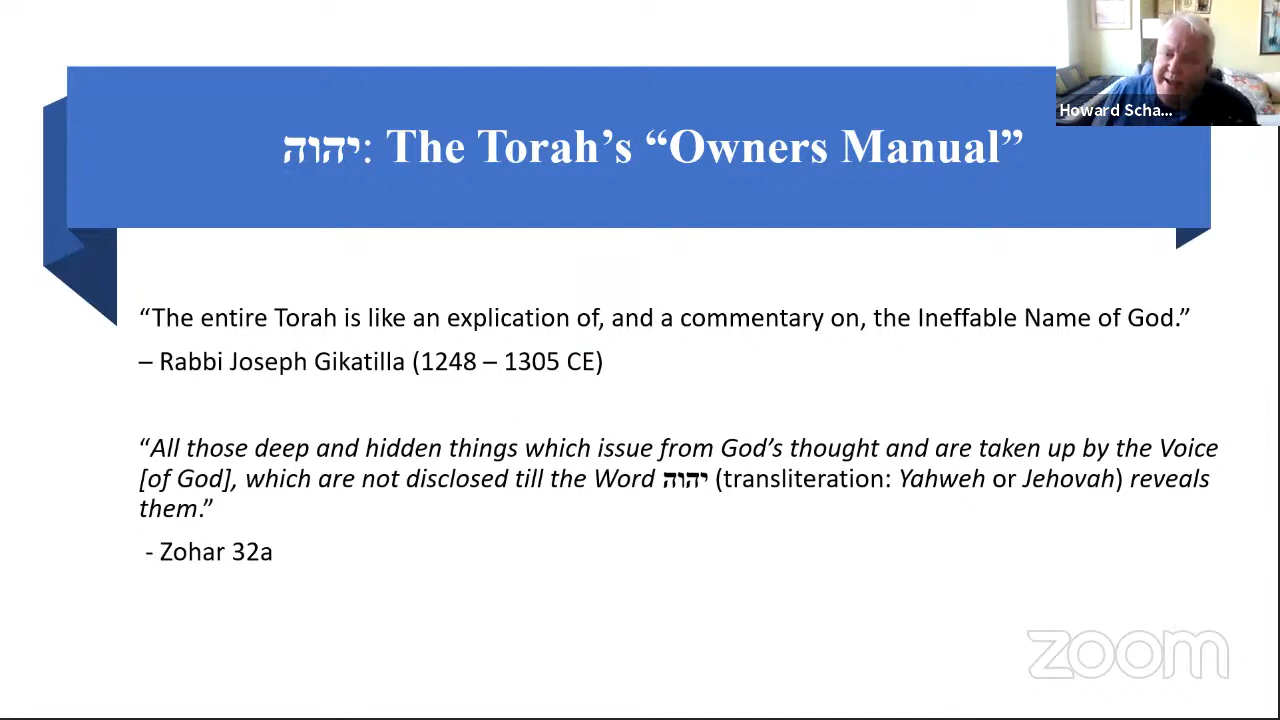 Howard Scha...
יהוה: The Torah’s “Owners Manual”
“The entire Torah is like an explication of, and a commentary on, the Ineffable Name of God.”
– Rabbi Joseph Gikatilla (1248 – 1305 CE)
“All those deep and hidden things which issue from God’s thought and are taken up by the Voice
[of God], which are not disclosed till the Word יהוה (transliteration: Yahweh or Jehovah) reveals
them.”
- Zohar 32a
zoom